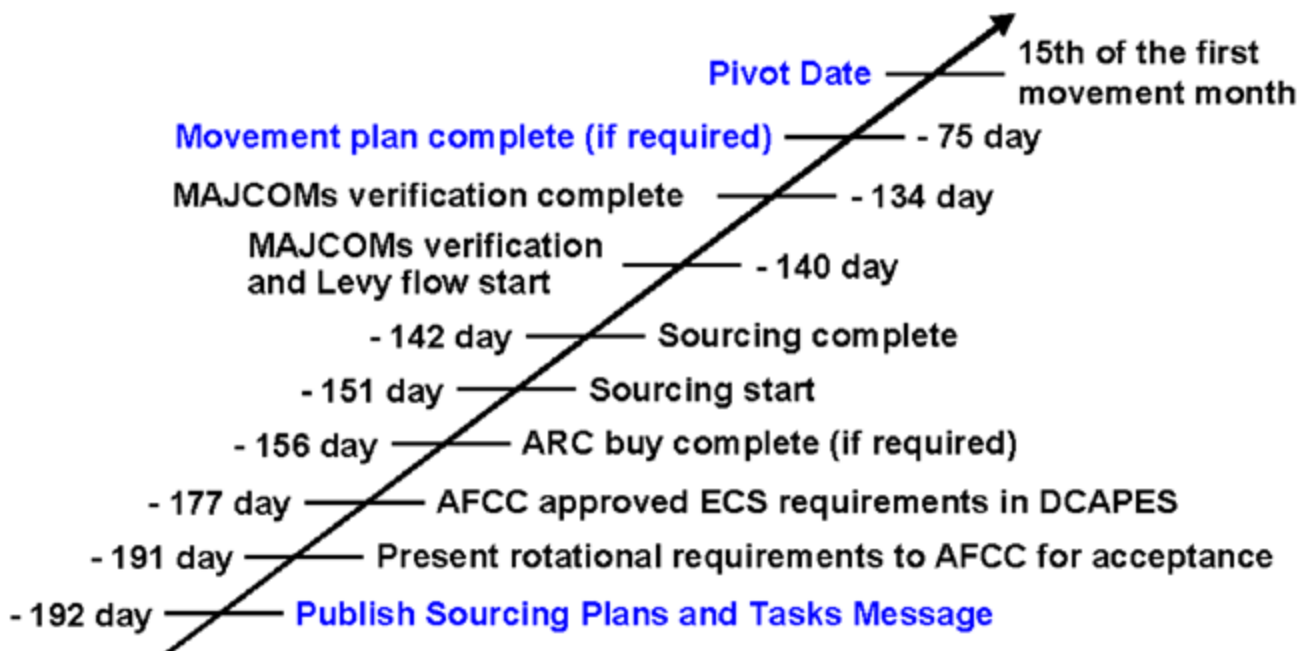 Pivot Date
15th of the first
movement month
Movement plan complete (if required)
- 75 day
MAJCOMs verification complete
- 134 day
MAJCOMs verification
and Levy flow start
- 140 day
- 142 day
Sourcing complete
- 151 day
Sourcing start
- 156 day
ARC buy complete (if required)
- 177 day
AFCC approved ECS requirements in DCAPES
- 191 day
Present rotational requirements to AFCC for acceptance
- 192 day
Publish Sourcing Plans and Tasks Message